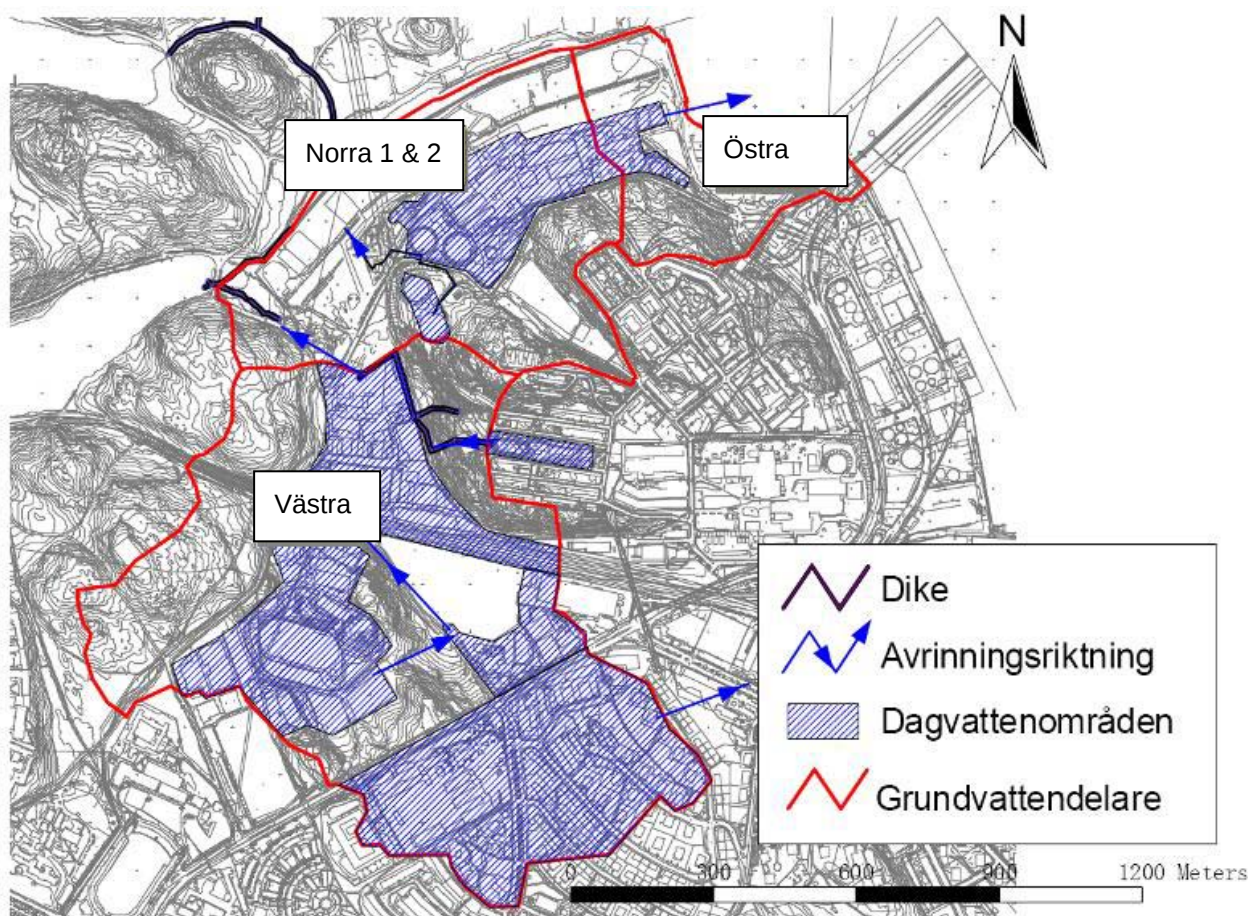 N
Norra 1 & 2
Östra
Västra
Dike
Avrinningsriktning
Dagvattenområden
Grundvattendelare
0 300 600 900 1200 Meters